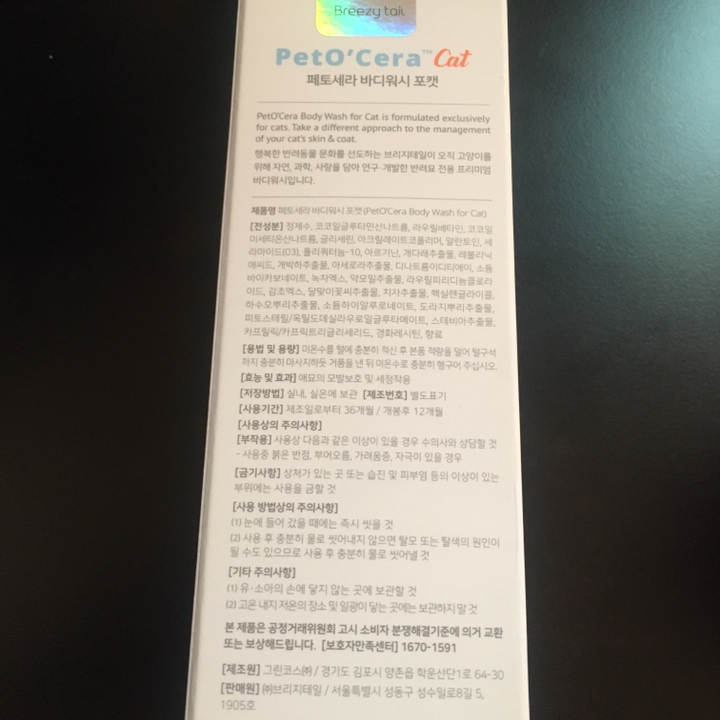 Breezy tail
PetO'Cera™ Cat
페토세라 바디워시 포캣
PetO'Cera Body Wash for Cat is formulated exclusively
for cats. Take a different approach to the management
of your cat's skin & coat.
행복한 반려동물 문화를 선도하는 브리지테일이 오직 고양이를
위해 자연, 과학, 사랑을 담아 연구·개발한 반려묘 전용 프리미엄
바디워시입니다.
제품명 페토세라 바디워시 포캣(PetO'Cera Body Wash for Cat)
[전성분] 정제수, 코코일글루타민산나트륨, 라우릴베타인, 코코일
이세티온산나트륨, 글리세린, 아크릴레이트코폴리머, 알란토인, 세
라마이드(03), 폴리쿼터늄-10, 아르기닌, 개다래추출물, 레불리닉
애씨드, 개박하추출물, 아세로라추출물, 디나트륨이디티에이, 소듐
바이카보네이트, 녹차엑스, 약모밀추출물, 라우릴피리디늄클로라
이드, 감초엑스, 달맞이꽃씨추출물, 치자추출물, 헥실렌글라이콜,
하수오뿌리추출물, 소듐하이알루로네이트, 도라지뿌리추출물,
피토스테릴/옥틸도데실라우로일글루타메이트, 스테비아추출물,
카프릴릭/카프릭트리글리세리드, 경화레시틴, 향료
[용법 및 용량] 미온수를 털에 충분히 적신 후 본품 적량을 덜어 털구석
까지 충분히 마사지하듯 거품을 낸 뒤 미온수로 충분히 헹구어 주십시오.
[효능 및 효과] 애묘의 모발보호 및 세정작용
[저장방법] 실내, 실온에 보관 [제조번호] 별도표기
[사용기간] 제조일로부터 36개월 / 개봉후 12개월
[사용상의 주의사항]
[부작용] 사용상 다음과 같은 이상이 있을 경우 수의사와 상담할 것
- 사용중 붉은 반점, 부어오름, 가려움증, 자극이 있을 경우
[금기사항] 상처가 있는 곳 또는 습진 및 피부염 등의 이상이 있는
부위에는 사용을 금할 것
[사용 방법상의 주의사항]
(1) 눈에 들어 갔을 때에는 즉시 씻을 것
(2) 사용 후 충분히 물로 씻어내지 않으면 탈모 또는 탈색의 원인이
될 수도 있으므로 사용 후 충분히 물로 씻어낼 것
[기타 주의사항]
(1) 유·소아의 손에 닿지 않는 곳에 보관할 것
(2) 고온 내지 저온의 장소 및 일광이 닿는 곳에는 보관하지 말 것
본 제품은 공정거래위원회 고시 소비자 분쟁해결기준에 의거 교환
또는 보상해드립니다. [보호자만족센터] 1670-1591
[제조원] 그린코스㈜ / 경기도 김포시 양촌읍 학운산단1로 64-30
[판매원] ㈜브리지테일 / 서울특별시 성동구 성수일로8길 5,
1905호